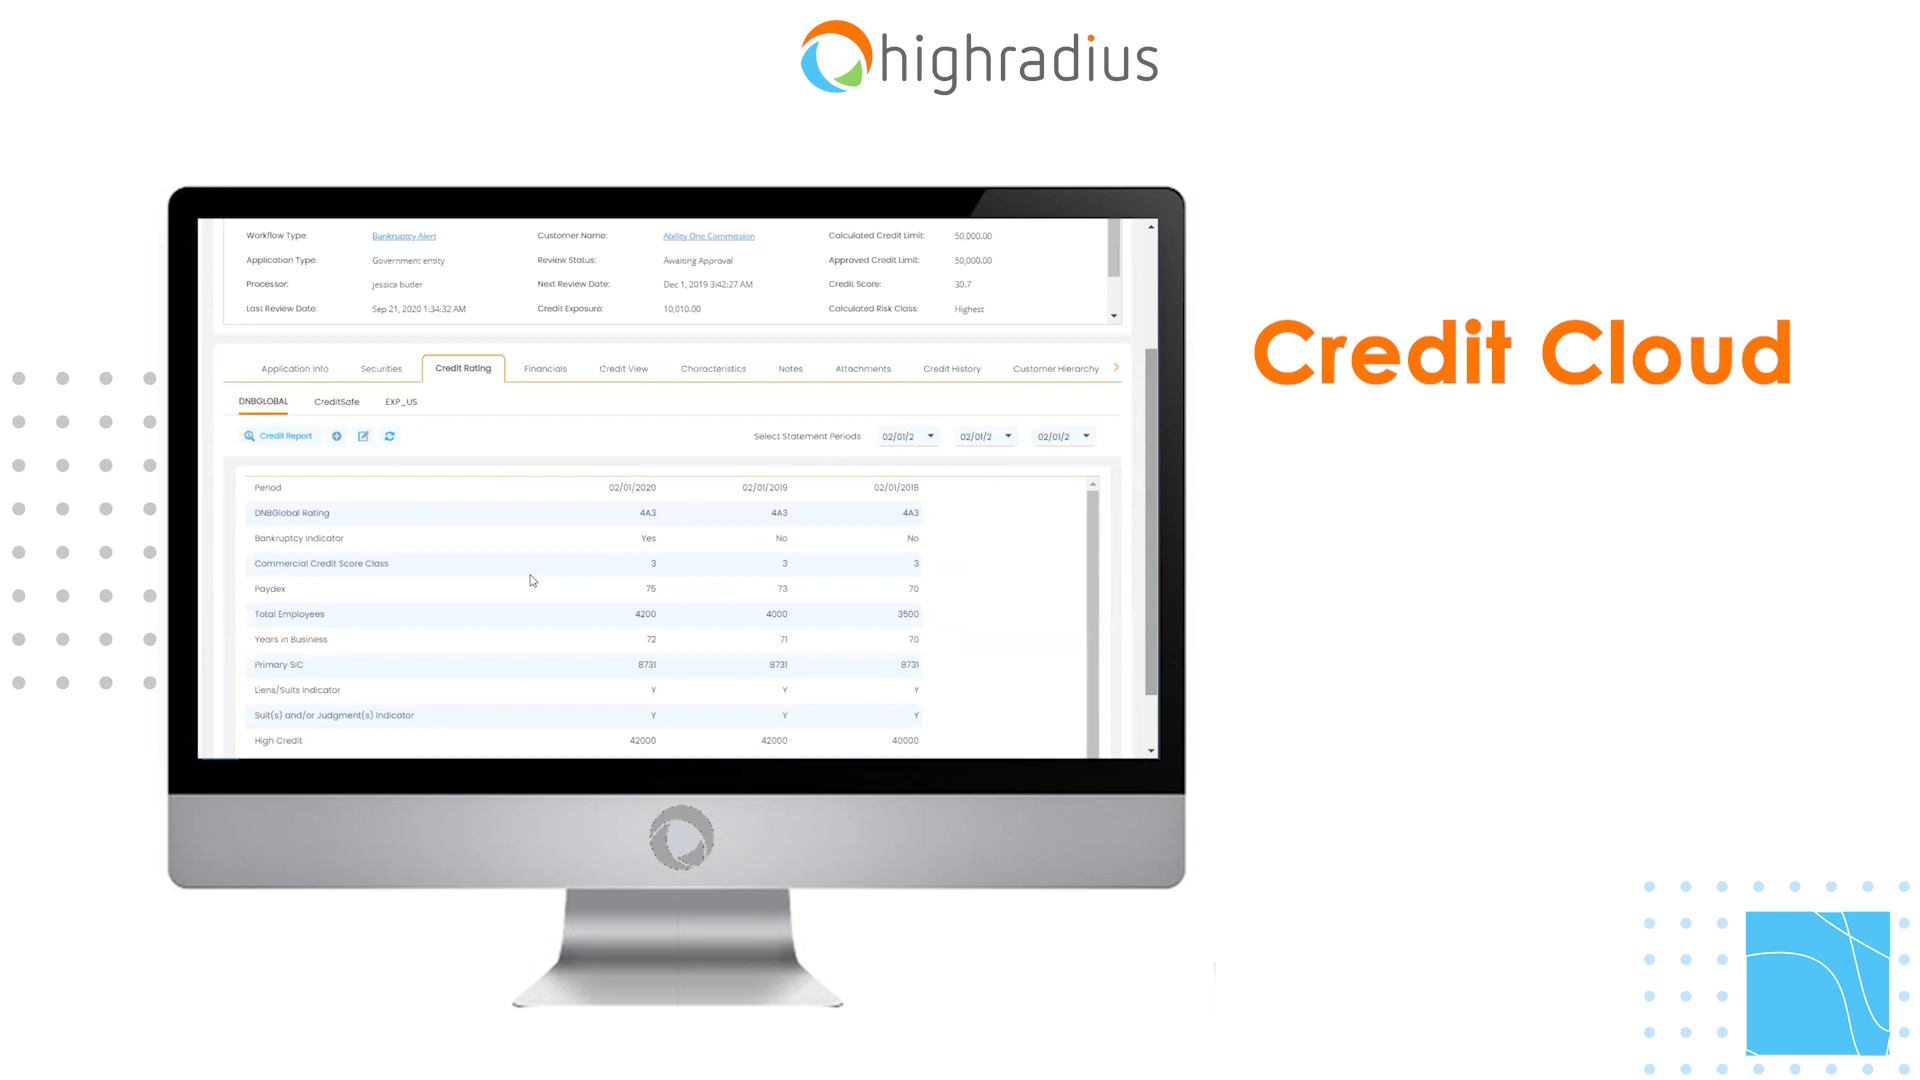 highradius
Workflow Type: Bankruptcy Alert Customer Name: Ability One Commission Calculated Credit Limit: 50,000.00
Application Type: Government entity Review Status: Awaiting Approval Approved Credit Limit: 50,000.00
Processor: jessica butler Next Review Date: Dec 1, 2019 3:42:27 AM Credit Score: 30.7
Last Review Date: Sep 21, 2020 1:34:32 AM Credit Exposure: 10,010.00 Calculated Risk Class: Highest
Application Info Securities Credit Rating Financials Credit View Characteristics Notes Attachments Credit History Customer Hierarchy
DNBGLOBAL CreditSafe EXP_US
Credit Report Select Statement Periods 02/01/2 02/01/2 02/01/2
Period 02/01/2020 02/01/2019 02/01/2018
DNBGlobal Rating 4A3 4A3 4A3
Bankruptcy Indicator Yes No No
Commercial Credit Score Class 3 3 3
Paydex 75 73 70
Total Employees 4200 4000 3500
Years in Business 72 71 70
Primary SIC 8731 8731 8731
Liens/Suits Indicator Y Y Y
Suit(s) and/or Judgment(s) Indicator Y Y Y
High Credit 42000 42000 40000
Credit Cloud